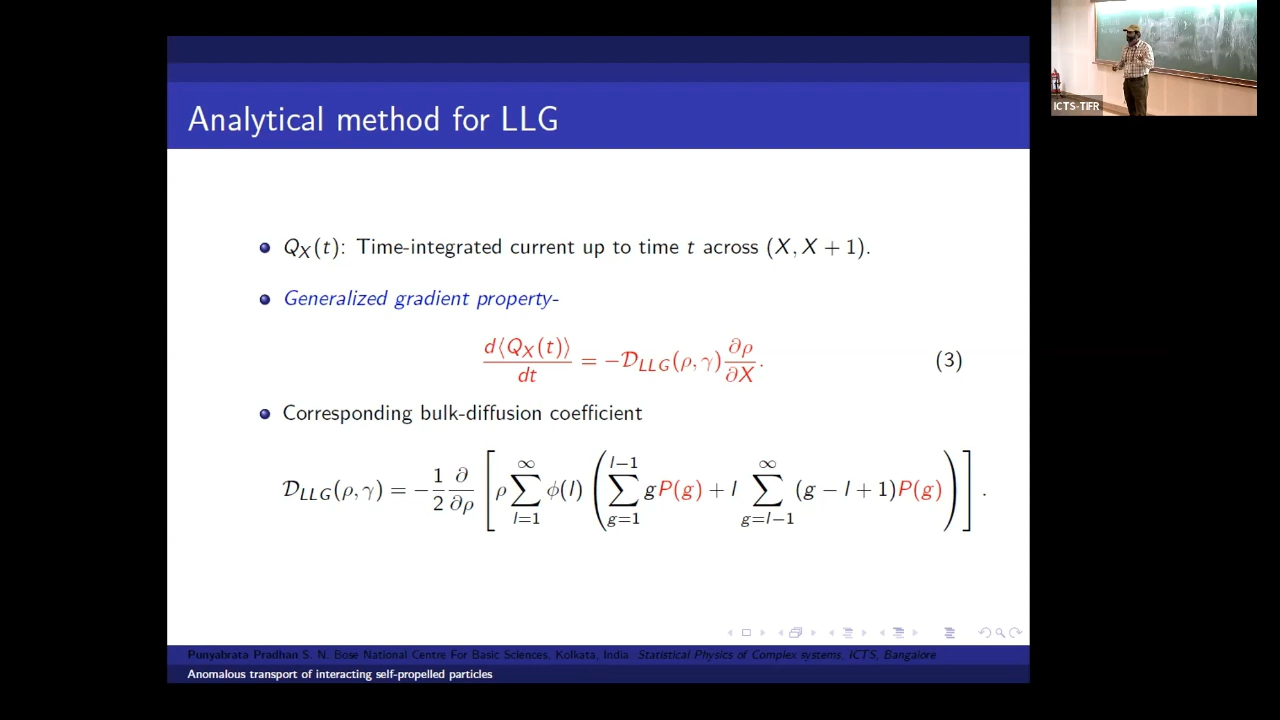 Analytical method for LLG
ICTS-TIFR
Q_X(t): Time-integrated current up to time t across (X, X + 1).
Generalized gradient property-
d⟨Q_X(t)⟩/dt = −𝒟_LLG(ρ, γ) ∂ρ/∂X. (3)
Corresponding bulk-diffusion coefficient
𝒟_LLG(ρ, γ) = −1/2 ∂/∂ρ [ρ ∑_{l=1}^{∞} ϕ(l) (∑_{g=1}^{l−1} gP(g) + l ∑_{g=l−1}^{∞} (g − l + 1)P(g))].
Punyabrata Pradhan S. N. Bose National Centre For Basic Sciences, Kolkata, India Statistical Physics of Complex systems, ICTS, Bangalore
Anomalous transport of interacting self-propelled particles